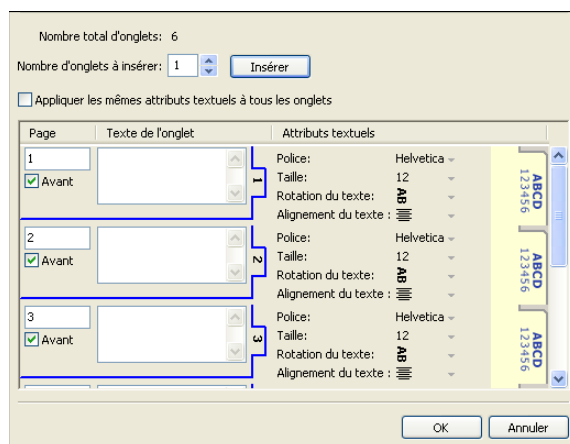 Nombre total d'onglets: 6
Nombre d'onglets à insérer: 1 Insérer
Appliquer les mêmes attributs textuels à tous les onglets
Page Texte de l'onglet Attributs textuels
1 1 Police: Helvetica
Avant Taille: 12
Rotation du texte: AB
Alignement du texte :
ABCD
123456
2 2 Police: Helvetica
Avant Taille: 12
Rotation du texte: AB
Alignement du texte :
ABCD
123456
3 3 Police: Helvetica
Avant Taille: 12
Rotation du texte: AB
Alignement du texte :
ABCD
123456
OK Annuler